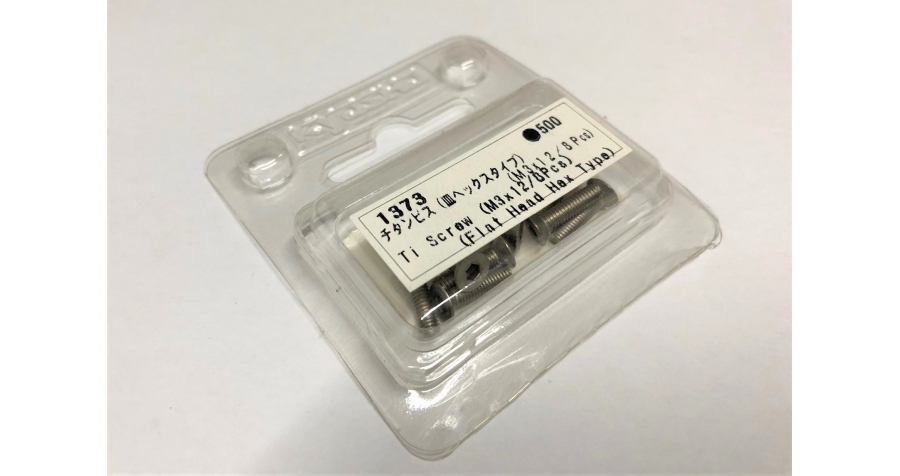 KYOSHO
●500
1373
チタンビス(皿ヘックスタイプ)
(M3x12/8Pcs)
Ti Screw (M3x12/8Pcs)
(Flat Head Hex Type)